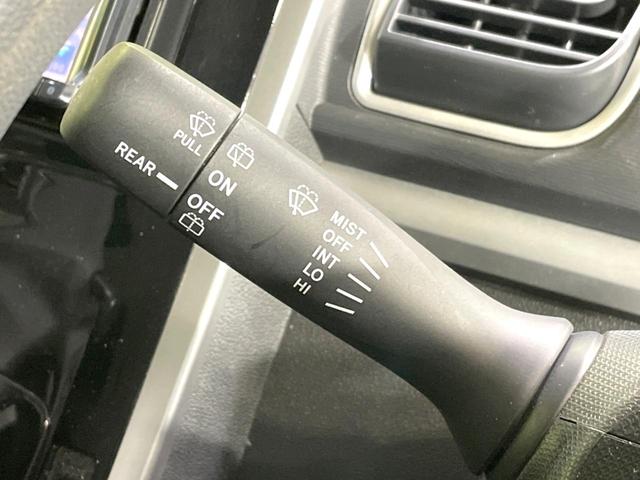 PULL
REAR
ON
OFF
MIST
OFF
INT
LO
HI